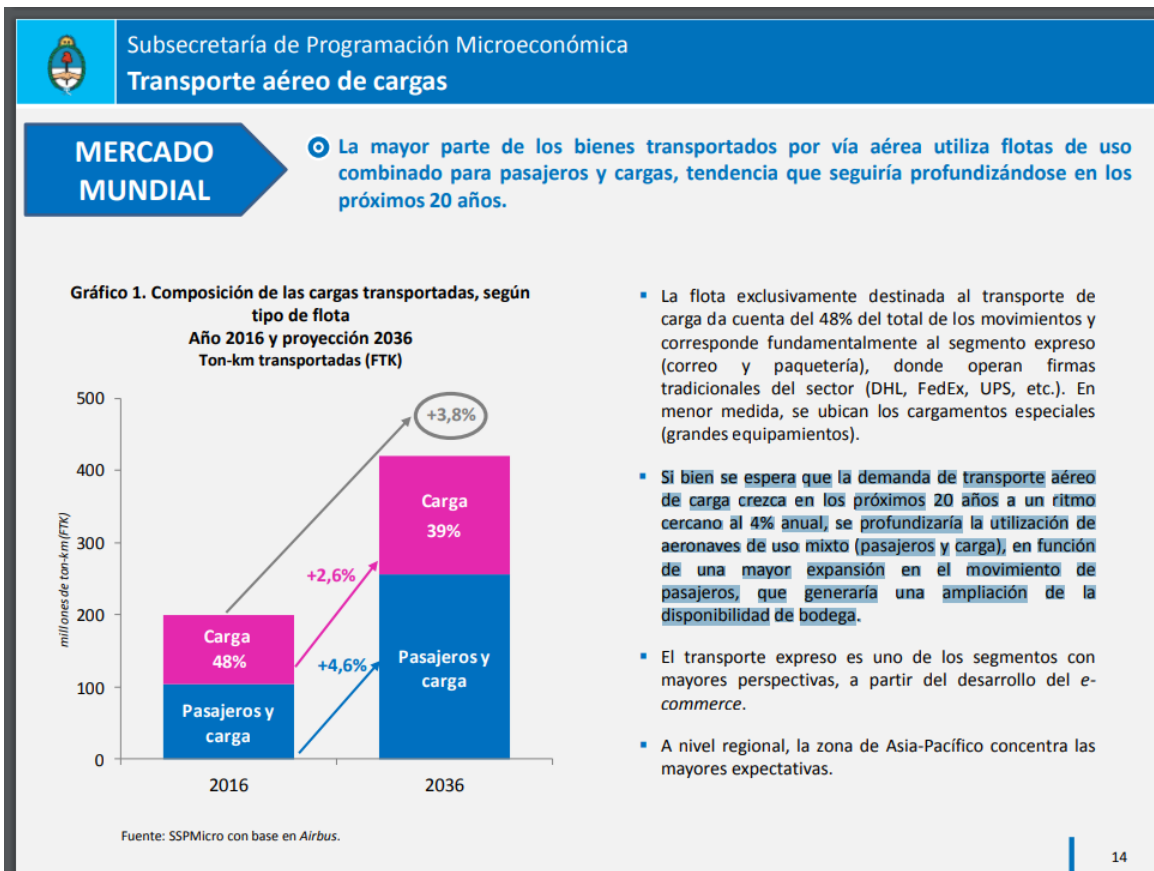 Subsecretaría de Programación Microeconómica
Transporte aéreo de cargas
MERCADO
MUNDIAL
La mayor parte de los bienes transportados por vía aérea utiliza flotas de uso
combinado para pasajeros y cargas, tendencia que seguiría profundizándose en los
próximos 20 años.
Gráfico 1. Composición de las cargas transportadas, según
tipo de flota
Año 2016 y proyección 2036
Ton-km transportadas (FTK)
millones de ton-km(FTK)
500
400
300
200
100
0
+3,8%
+2,6%
+4,6%
Carga
48%
Pasajeros y
carga
Carga
39%
Pasajeros y
carga
2016
2036
Fuente: SSPMicro con base en Airbus.
▪ La flota exclusivamente destinada al transporte de
carga da cuenta del 48% del total de los movimientos y
corresponde fundamentalmente al segmento expreso
(correo y paquetería), donde operan firmas
tradicionales del sector (DHL, FedEx, UPS, etc.). En
menor medida, se ubican los cargamentos especiales
(grandes equipamientos).
▪ Si bien se espera que la demanda de transporte aéreo
de carga crezca en los próximos 20 años a un ritmo
cercano al 4% anual, se profundizaría la utilización de
aeronaves de uso mixto (pasajeros y carga), en función
de una mayor expansión en el movimiento de
pasajeros, que generaría una ampliación de la
disponibilidad de bodega.
▪ El transporte expreso es uno de los segmentos con
mayores perspectivas, a partir del desarrollo del e-
commerce.
▪ A nivel regional, la zona de Asia-Pacífico concentra las
mayores expectativas.
14